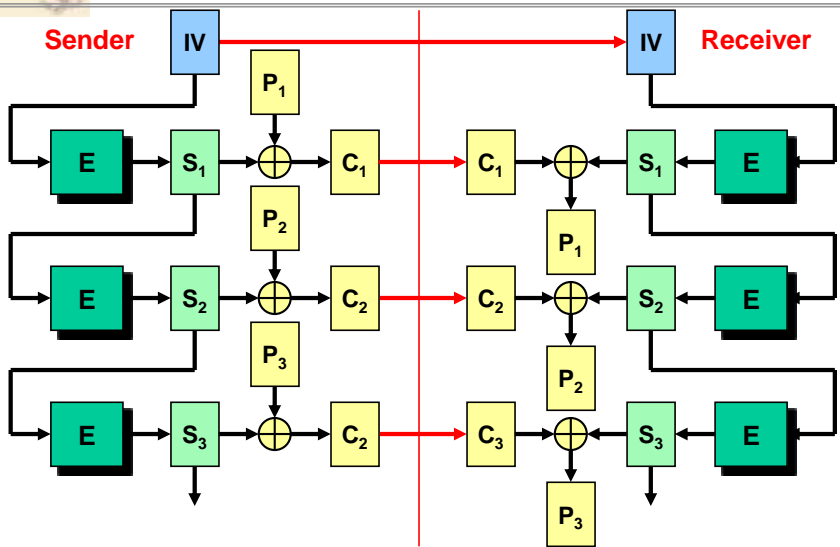 Sender IV IV Receiver
P1
E S1 C1 C1 S1 E
P2 P1
E S2 C2 C2 S2 E
P3 P2
E S3 C2 C3 S3 E
P3